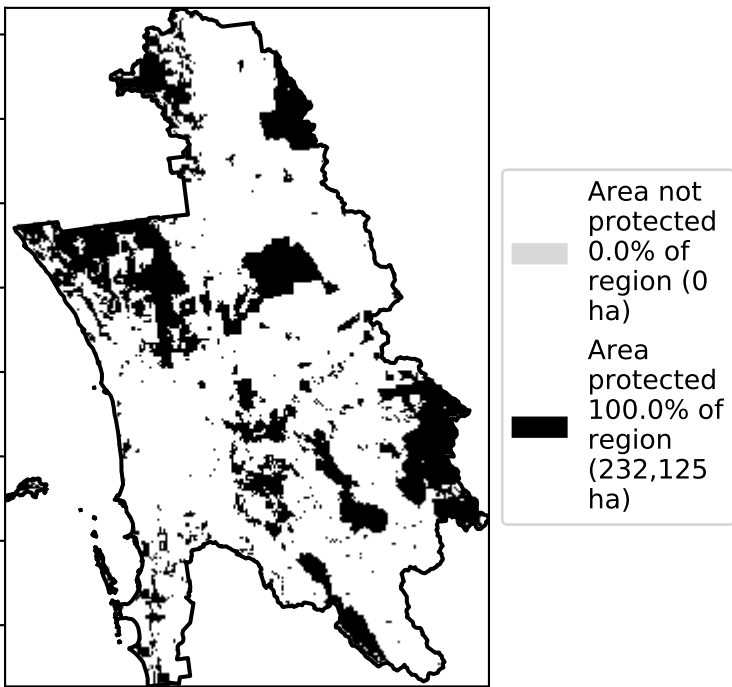 Area not
protected
0.0% of
region (0
ha)
Area
protected
100.0% of
region
(232,125
ha)